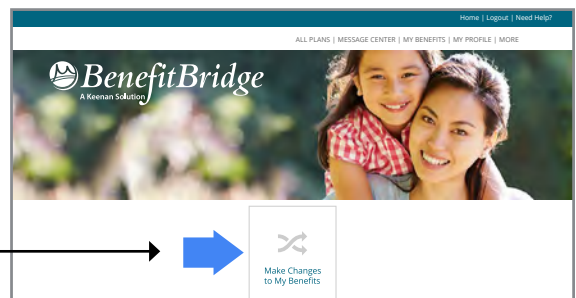 Home | Logout | Need Help?
ALL PLANS | MESSAGE CENTER | MY BENEFITS | MY PROFILE | MORE
BenefitBridge
A Keenan Solution
Make Changes
to My Benefits